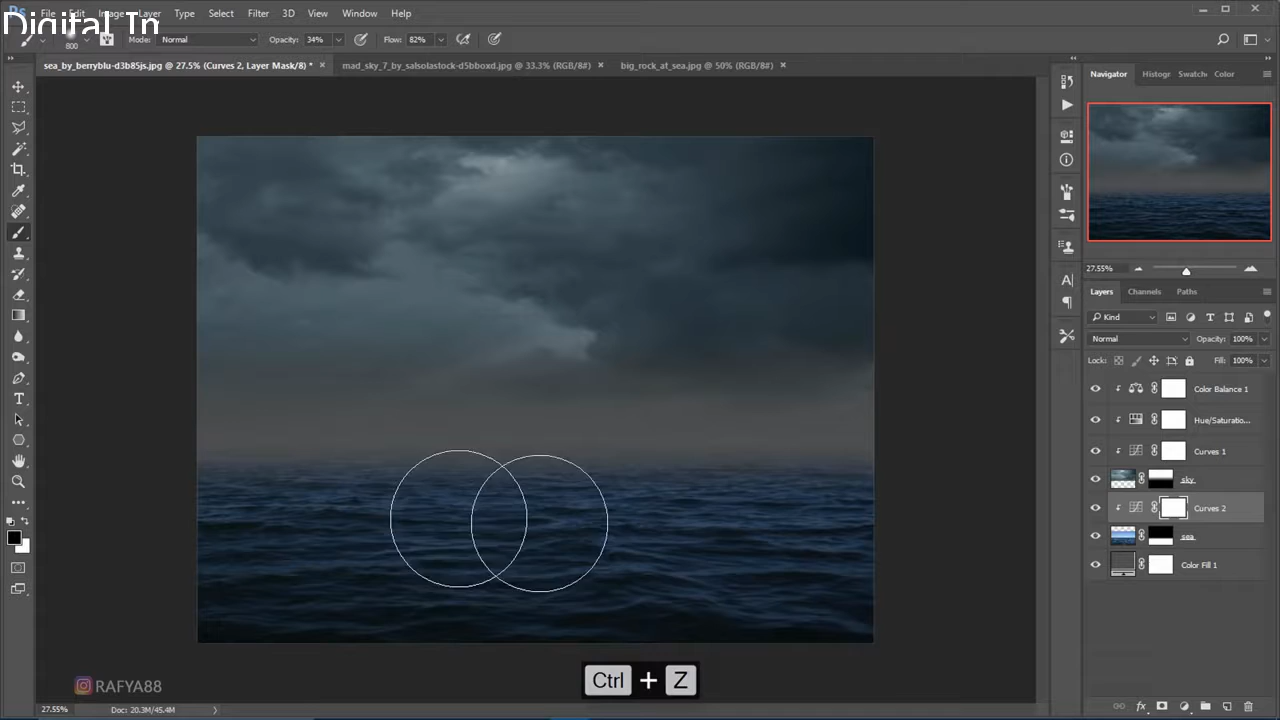 Ps File Edit Image Layer Type Select Filter 3D View Window Help
Digital Tn
800 Mode: Normal Opacity: 34% Flow: 82%
sea_by_berryblu-d3b85js.jpg @ 27.5% (Curves 2, Layer Mask/8) * × mad_sky_7_by_salsolastock-d5bboxd.jpg @ 33.3% (RGB/8#) × big_rock_at_sea.jpg @ 50% (RGB/8#) ×
Navigator Histogr Swatch Color
27.55%
Layers Channels Paths
Kind
Normal Opacity: 100%
Lock: Fill: 100%
Color Balance 1
Hue/Saturatio...
Curves 1
sky
Curves 2
sea
Color Fill 1
Ctrl + Z
RAFYA88
27.55% Doc: 20.3M/45.4M